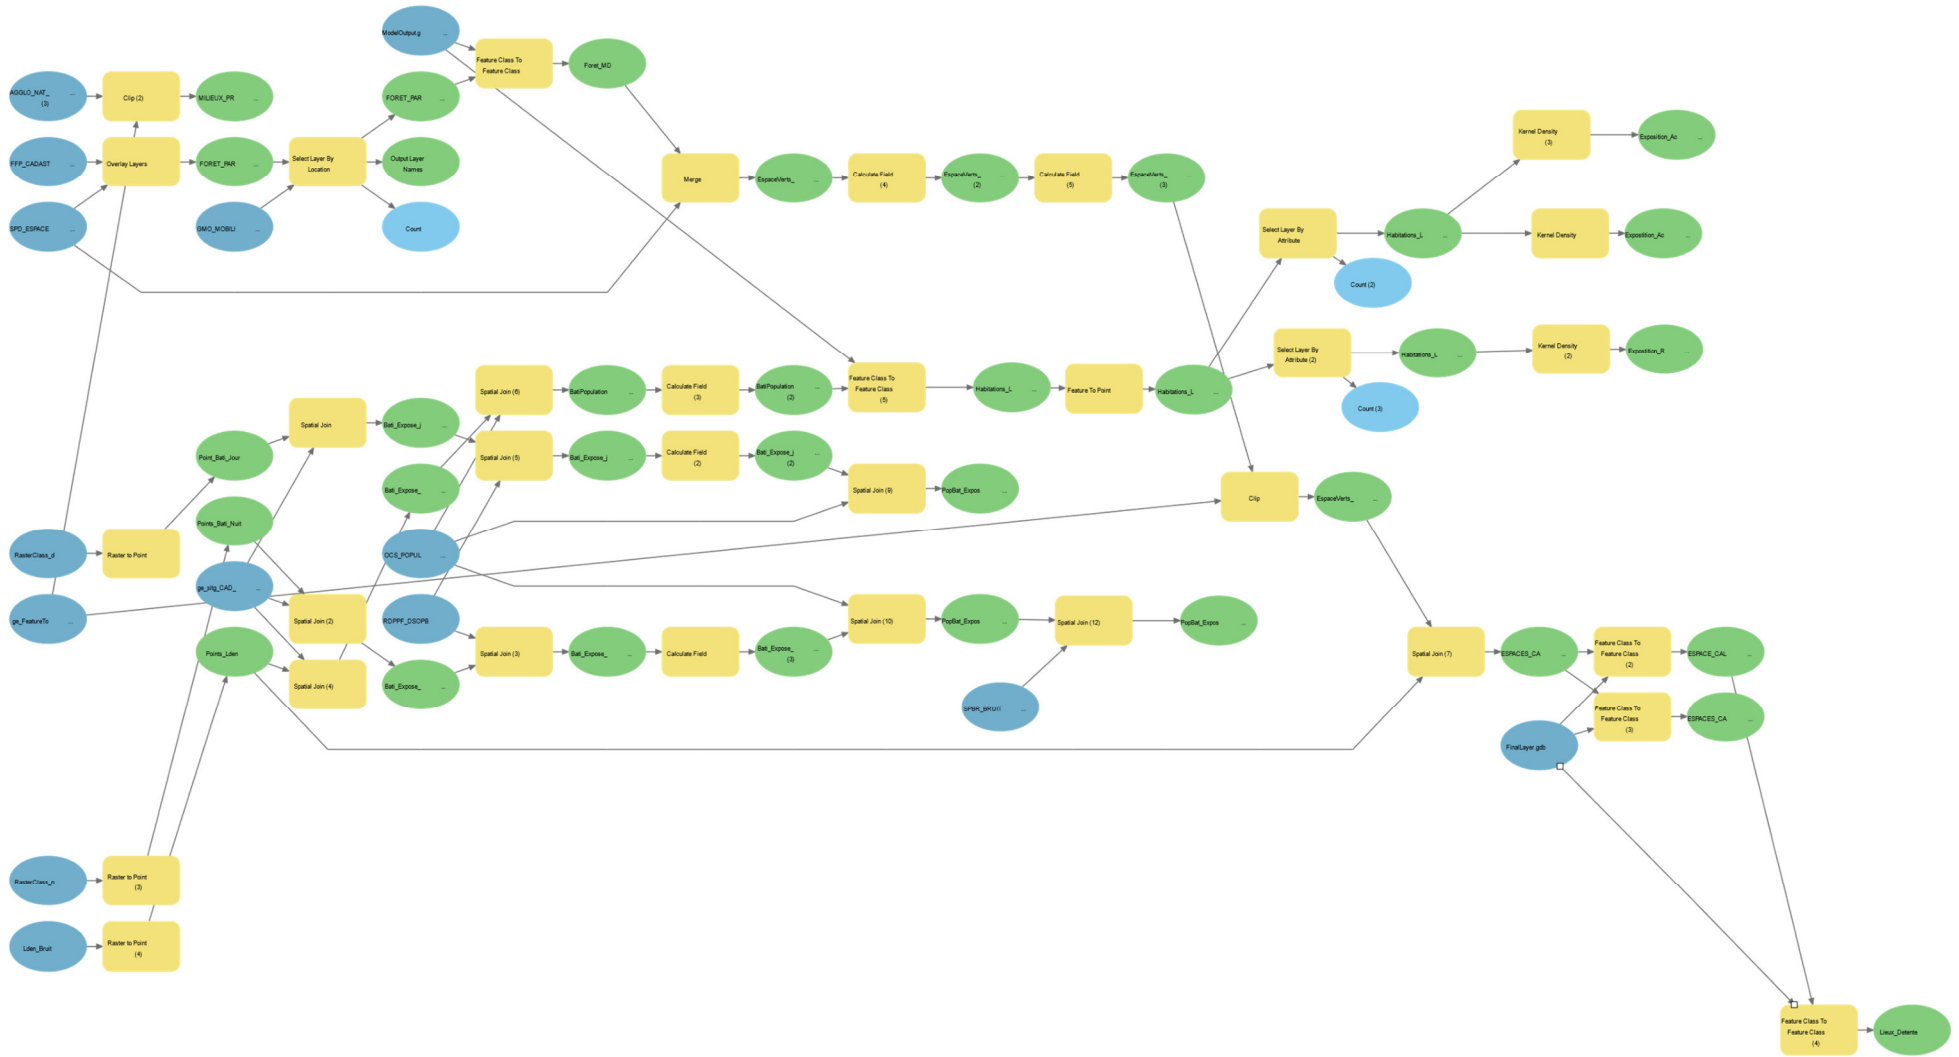 ModelOutput.g ...
Feature Class To
Feature Class
Foret_MD
AGGLO_NAT_ ...
(3)
Clip (2)
MILIEUX_PR ...
FORET_PAR ...
FFP_CADAST ...
Overlay Layers
FORET_PAR ...
Select Layer By
Location
Output Layer
Names
SPD_ESPACE ...
GMO_MOBILI ...
Count
Merge
EspaceVerts_ ...
Calculate Field
(4)
EspaceVerts_ ...
(2)
Calculate Field
(5)
EspaceVerts_ ...
(3)
Kernel Density
(3)
Exposition_Ac ...
Select Layer By
Attribute
Habitations_L ...
Kernel Density
Exposition_Ac ...
Count (2)
Select Layer By
Attribute (2)
Habitations_L ...
Kernel Density
(2)
Exposition_R ...
Count (3)
Spatial Join (6)
BatiPopulation ...
Calculate Field
(3)
BatiPopulation ...
(2)
Feature Class To
Feature Class
(5)
Habitations_L ...
Feature To Point
Habitations_L ...
Spatial Join
Bati_Expose_j ...
Point_Bati_Jour
Spatial Join (5)
Bati_Expose_j ...
Calculate Field
(2)
Bati_Expose_j ...
(2)
Spatial Join (9)
PopBat_Expos ...
Bati_Expose_ ...
Points_Bati_Nuit
Clip
EspaceVerts_ ...
RasterClass_d
Raster to Point
OCS_POPUL ...
ge_sitg_CAD_ ...
ge_FeatureTo ...
Spatial Join (2)
RDPPF_DSOPB
Spatial Join (10)
PopBat_Expos ...
Spatial Join (12)
PopBat_Expos ...
Points_Lden
Spatial Join (3)
Bati_Expose_ ...
Calculate Field
Bati_Expose_ ...
(3)
Spatial Join (4)
Bati_Expose_ ...
SPBR_BRUIT ...
Spatial Join (7)
ESPACES_CA ...
Feature Class To
Feature Class
(2)
ESPACE_CAL ...
Feature Class To
Feature Class
(3)
ESPACES_CA ...
FinalLayer.gdb
RasterClass_n
Raster to Point
(3)
Lden_Bruit
Raster to Point
(4)
Feature Class To
Feature Class
(4)
Lieux_Detente